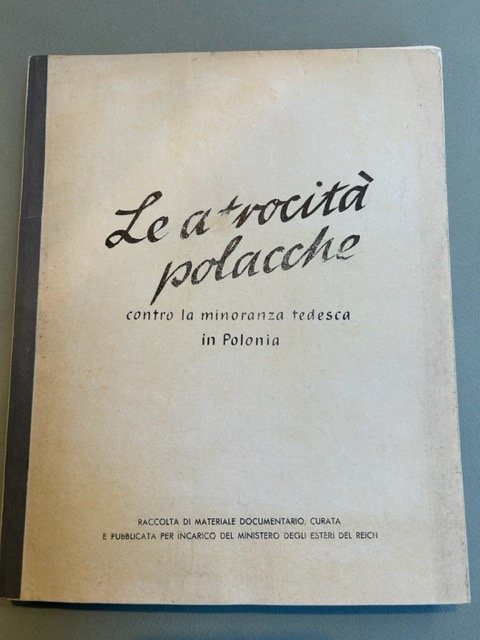 Le atrocità
polacche
contro la minoranza tedesca
in Polonia
RACCOLTA DI MATERIALE DOCUMENTARIO, CURATA
E PUBBLICATA PER INCARICO DEL MINISTERO DEGLI ESTERI DEL REICH